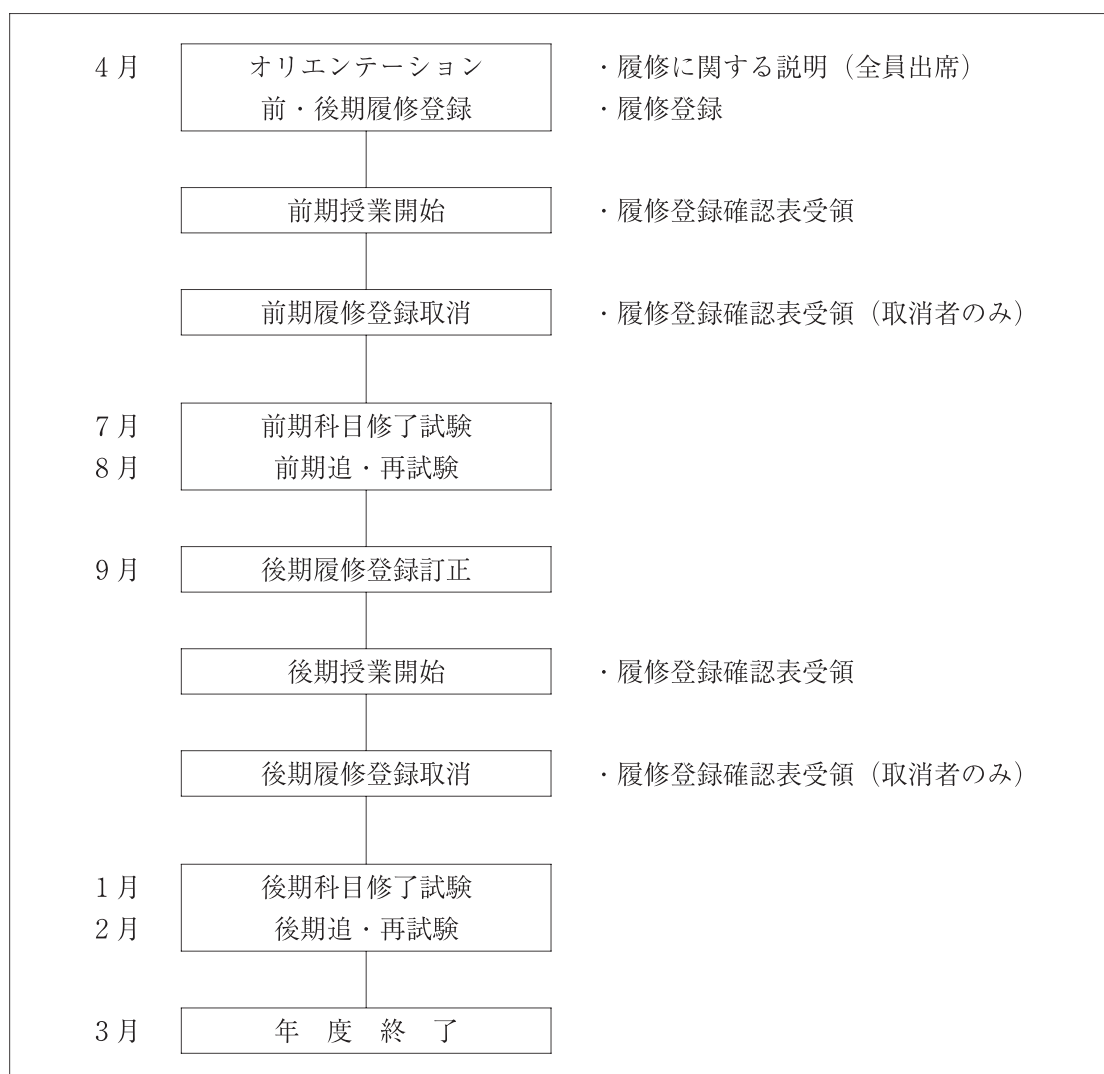 4月 オリエンテーション ・履修に関する説明（全員出席）
前・後期履修登録 ・履修登録
前期授業開始 ・履修登録確認表受領
前期履修登録取消 ・履修登録確認表受領（取消者のみ）
7月 前期科目修了試験
8月 前期追・再試験
9月 後期履修登録訂正
後期授業開始 ・履修登録確認表受領
後期履修登録取消 ・履修登録確認表受領（取消者のみ）
1月 後期科目修了試験
2月 後期追・再試験
3月 年 度 終 了